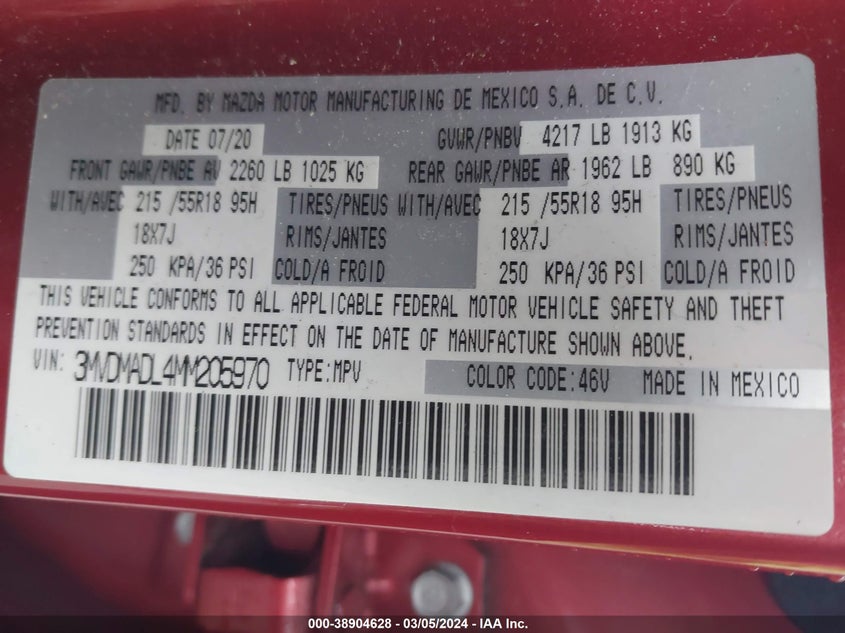 MFD. BY MAZDA MOTOR MANUFACTURING DE MEXICO S.A. DE C.V.
DATE 07/20 GVWR/PNBV 4217 LB 1913 KG
FRONT GAWR/PNBE AV 2260 LB 1025 KG REAR GAWR/PNBE AR 1962 LB 890 KG
WITH/AVEC 215 /55R18 95H TIRES/PNEUS WITH/AVEC 215 /55R18 95H TIRES/PNEUS
18X7J RIMS/JANTES 18X7J RIMS/JANTES
250 KPA/36 PSI COLD/A FROID 250 KPA/36 PSI COLD/A FROID
THIS VEHICLE CONFORMS TO ALL APPLICABLE FEDERAL MOTOR VEHICLE SAFETY AND THEFT
PREVENTION STANDARDS IN EFFECT ON THE DATE OF MANUFACTURE SHOWN ABOVE.
VIN: 3MVDMADL4MM205970 TYPE:MPV COLOR CODE:46V MADE IN MEXICO
000-38904628 - 03/05/2024 - IAA Inc.